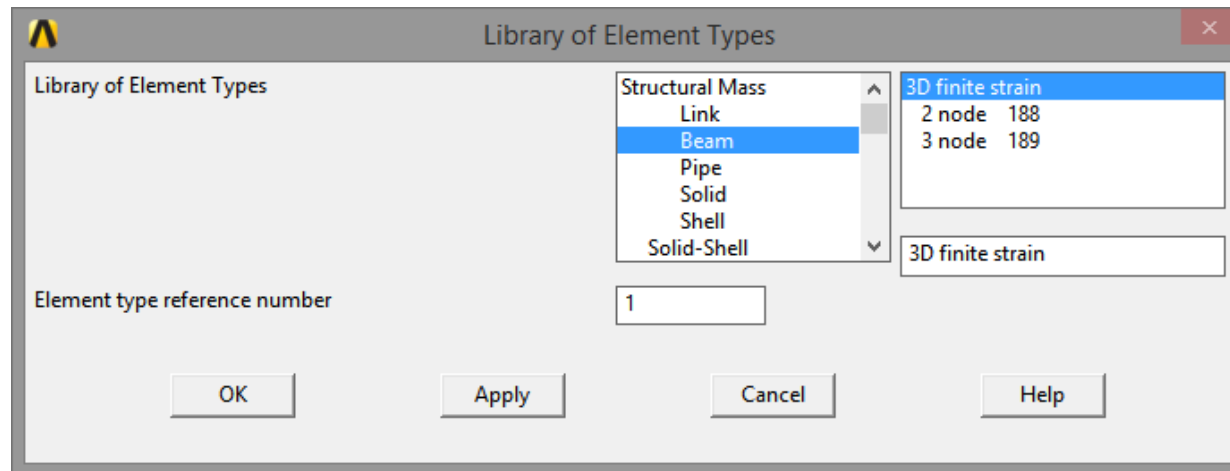 Library of Element Types
Library of Element Types
Structural Mass
Link
Beam
Pipe
Solid
Shell
Solid-Shell
3D finite strain
2 node 188
3 node 189
3D finite strain
Element type reference number
1
OK Apply Cancel Help